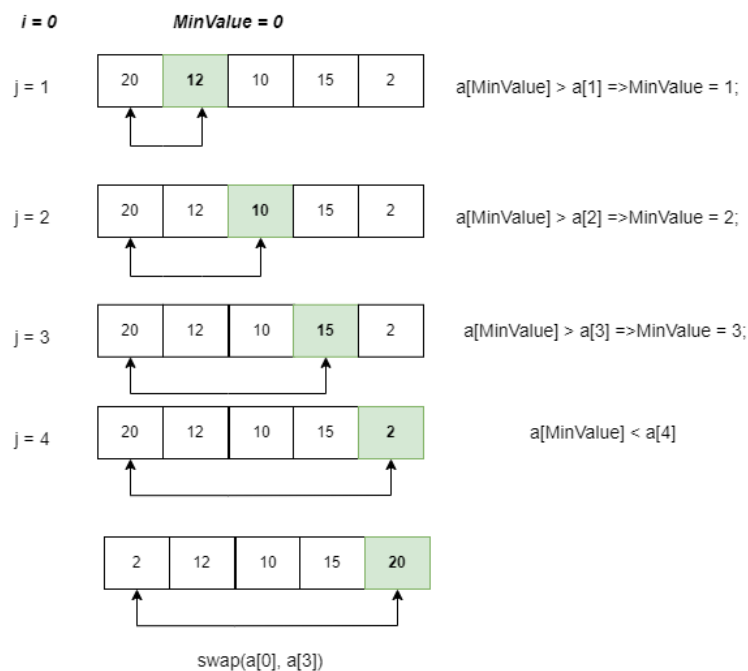 i = 0 MinValue = 0
j = 1 20 12 10 15 2 a[MinValue] > a[1] =>MinValue = 1;
j = 2 20 12 10 15 2 a[MinValue] > a[2] =>MinValue = 2;
j = 3 20 12 10 15 2 a[MinValue] > a[3] =>MinValue = 3;
j = 4 20 12 10 15 2 a[MinValue] < a[4]
2 12 10 15 20
swap(a[0], a[3])